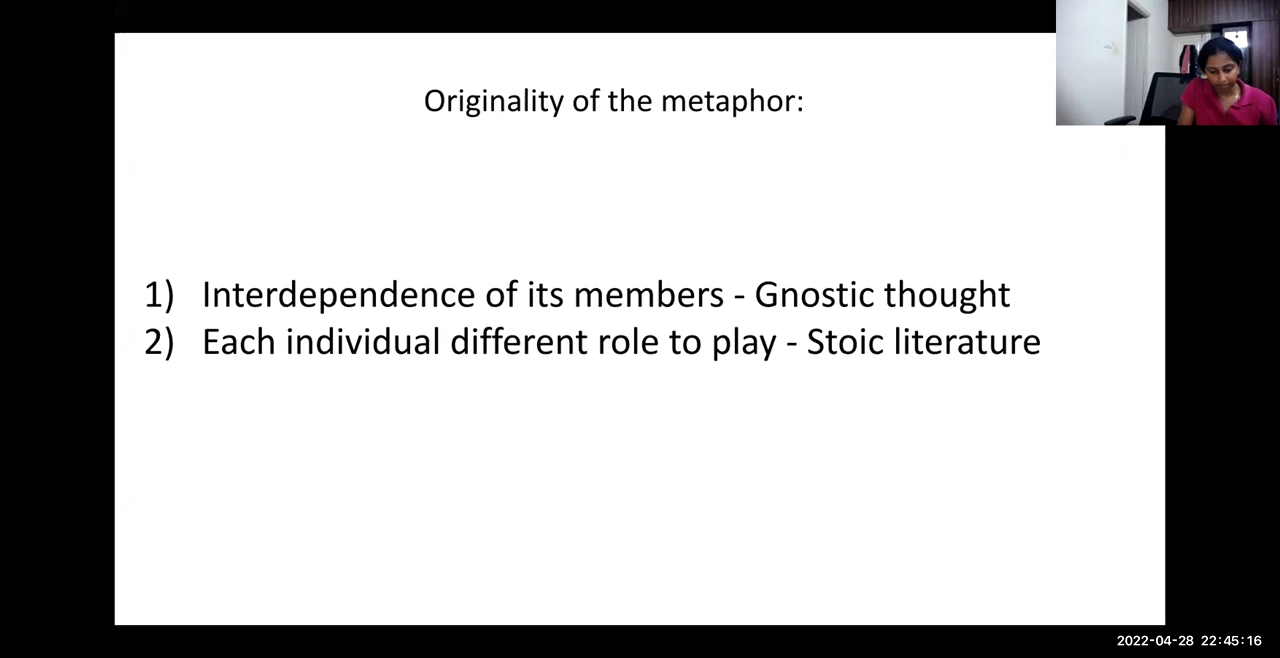 Originality of the metaphor:
1) Interdependence of its members - Gnostic thought
2) Each individual different role to play - Stoic literature
2022-04-28 22:45:16